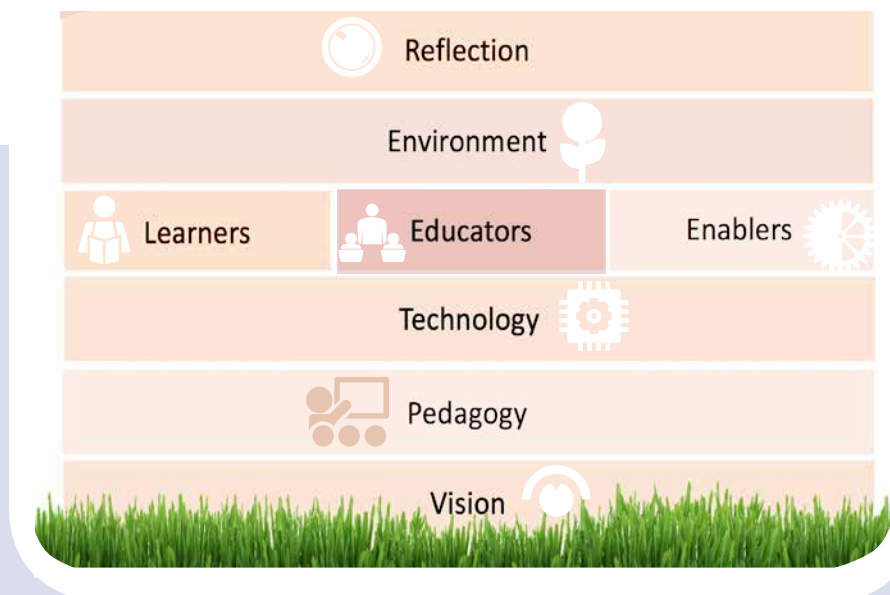 Reflection
Environment
Learners
Educators
Enablers
Technology
Pedagogy
Vision